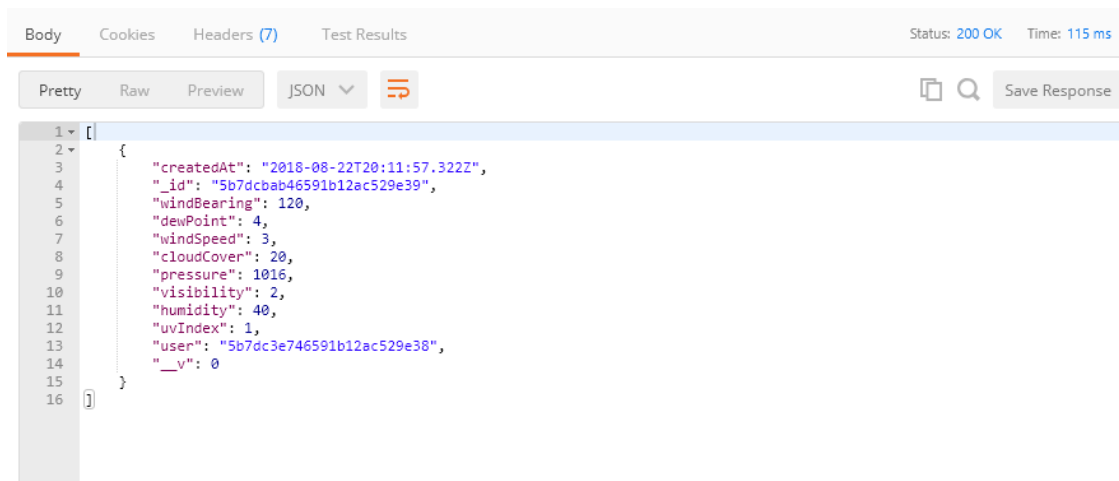 Body Cookies Headers (7) Test Results Status: 200 OK Time: 115 ms
Pretty Raw Preview JSON Save Response
1 [
2 {
3 "createdAt": "2018-08-22T20:11:57.322Z",
4 "_id": "5b7dcbab46591b12ac529e39",
5 "windBearing": 120,
6 "dewPoint": 4,
7 "windSpeed": 3,
8 "cloudCover": 20,
9 "pressure": 1016,
10 "visibility": 2,
11 "humidity": 40,
12 "uvIndex": 1,
13 "user": "5b7dc3e746591b12ac529e38",
14 "__v": 0
15 }
16 ]